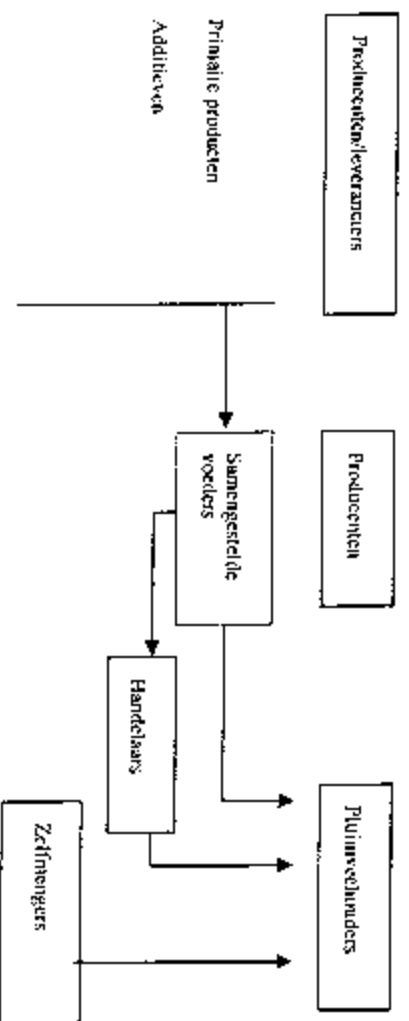 Producenten/leveranciers
Producenten
Pluimveehouders
Primaire producten
Additieven
Samengestelde
voeders
Handelaars
Zelfmengers